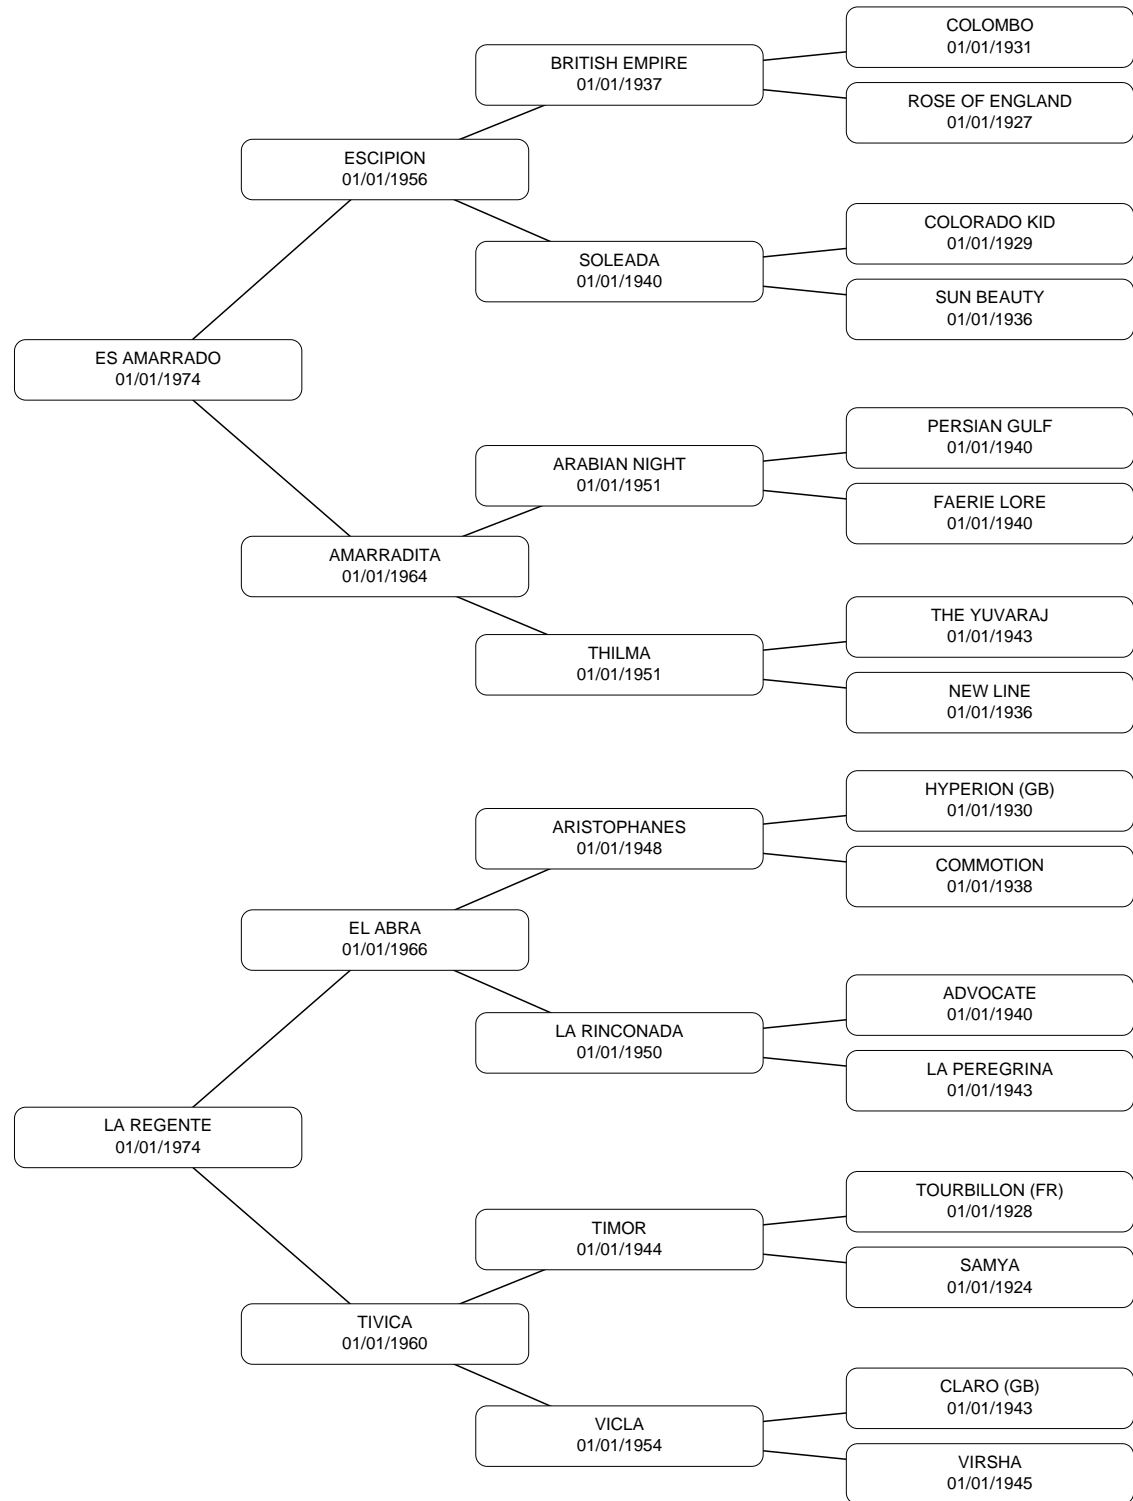 COLOMBO
01/01/1931
BRITISH EMPIRE
01/01/1937
ROSE OF ENGLAND
01/01/1927
ESCIPION
01/01/1956
COLORADO KID
01/01/1929
SOLEADA
01/01/1940
SUN BEAUTY
01/01/1936
ES AMARRADO
01/01/1974
PERSIAN GULF
01/01/1940
ARABIAN NIGHT
01/01/1951
FAERIE LORE
01/01/1940
AMARRADITA
01/01/1964
THE YUVARAJ
01/01/1943
THILMA
01/01/1951
NEW LINE
01/01/1936
HYPERION (GB)
01/01/1930
ARISTOPHANES
01/01/1948
COMMOTION
01/01/1938
EL ABRA
01/01/1966
ADVOCATE
01/01/1940
LA RINCONADA
01/01/1950
LA PEREGRINA
01/01/1943
LA REGENTE
01/01/1974
TOURBILLON (FR)
01/01/1928
TIMOR
01/01/1944
SAMYA
01/01/1924
TIVICA
01/01/1960
CLARO (GB)
01/01/1943
VICLA
01/01/1954
VIRSHA
01/01/1945